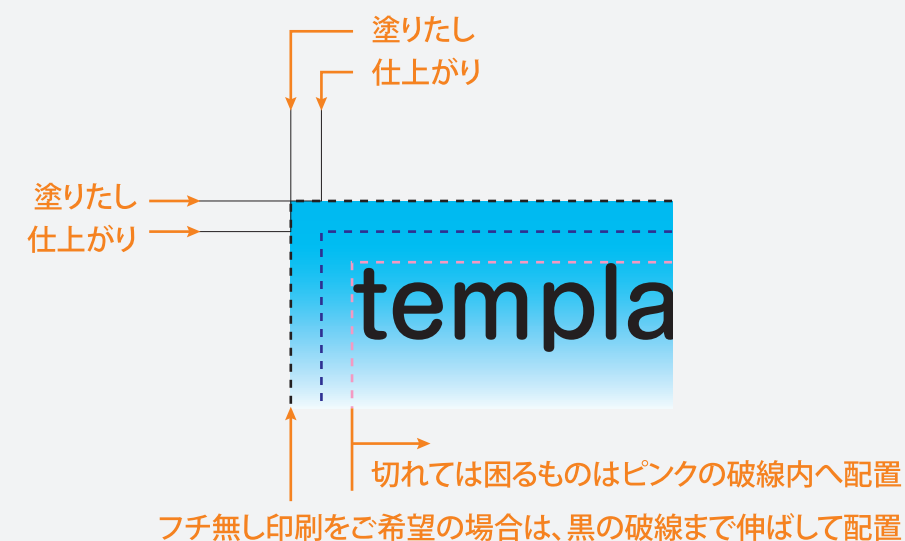 塗りたし
仕上がり
塗りたし
仕上がり
templa
切れては困るものはピンクの破線内へ配置
フチ無し印刷をご希望の場合は、黒の破線まで伸ばして配置